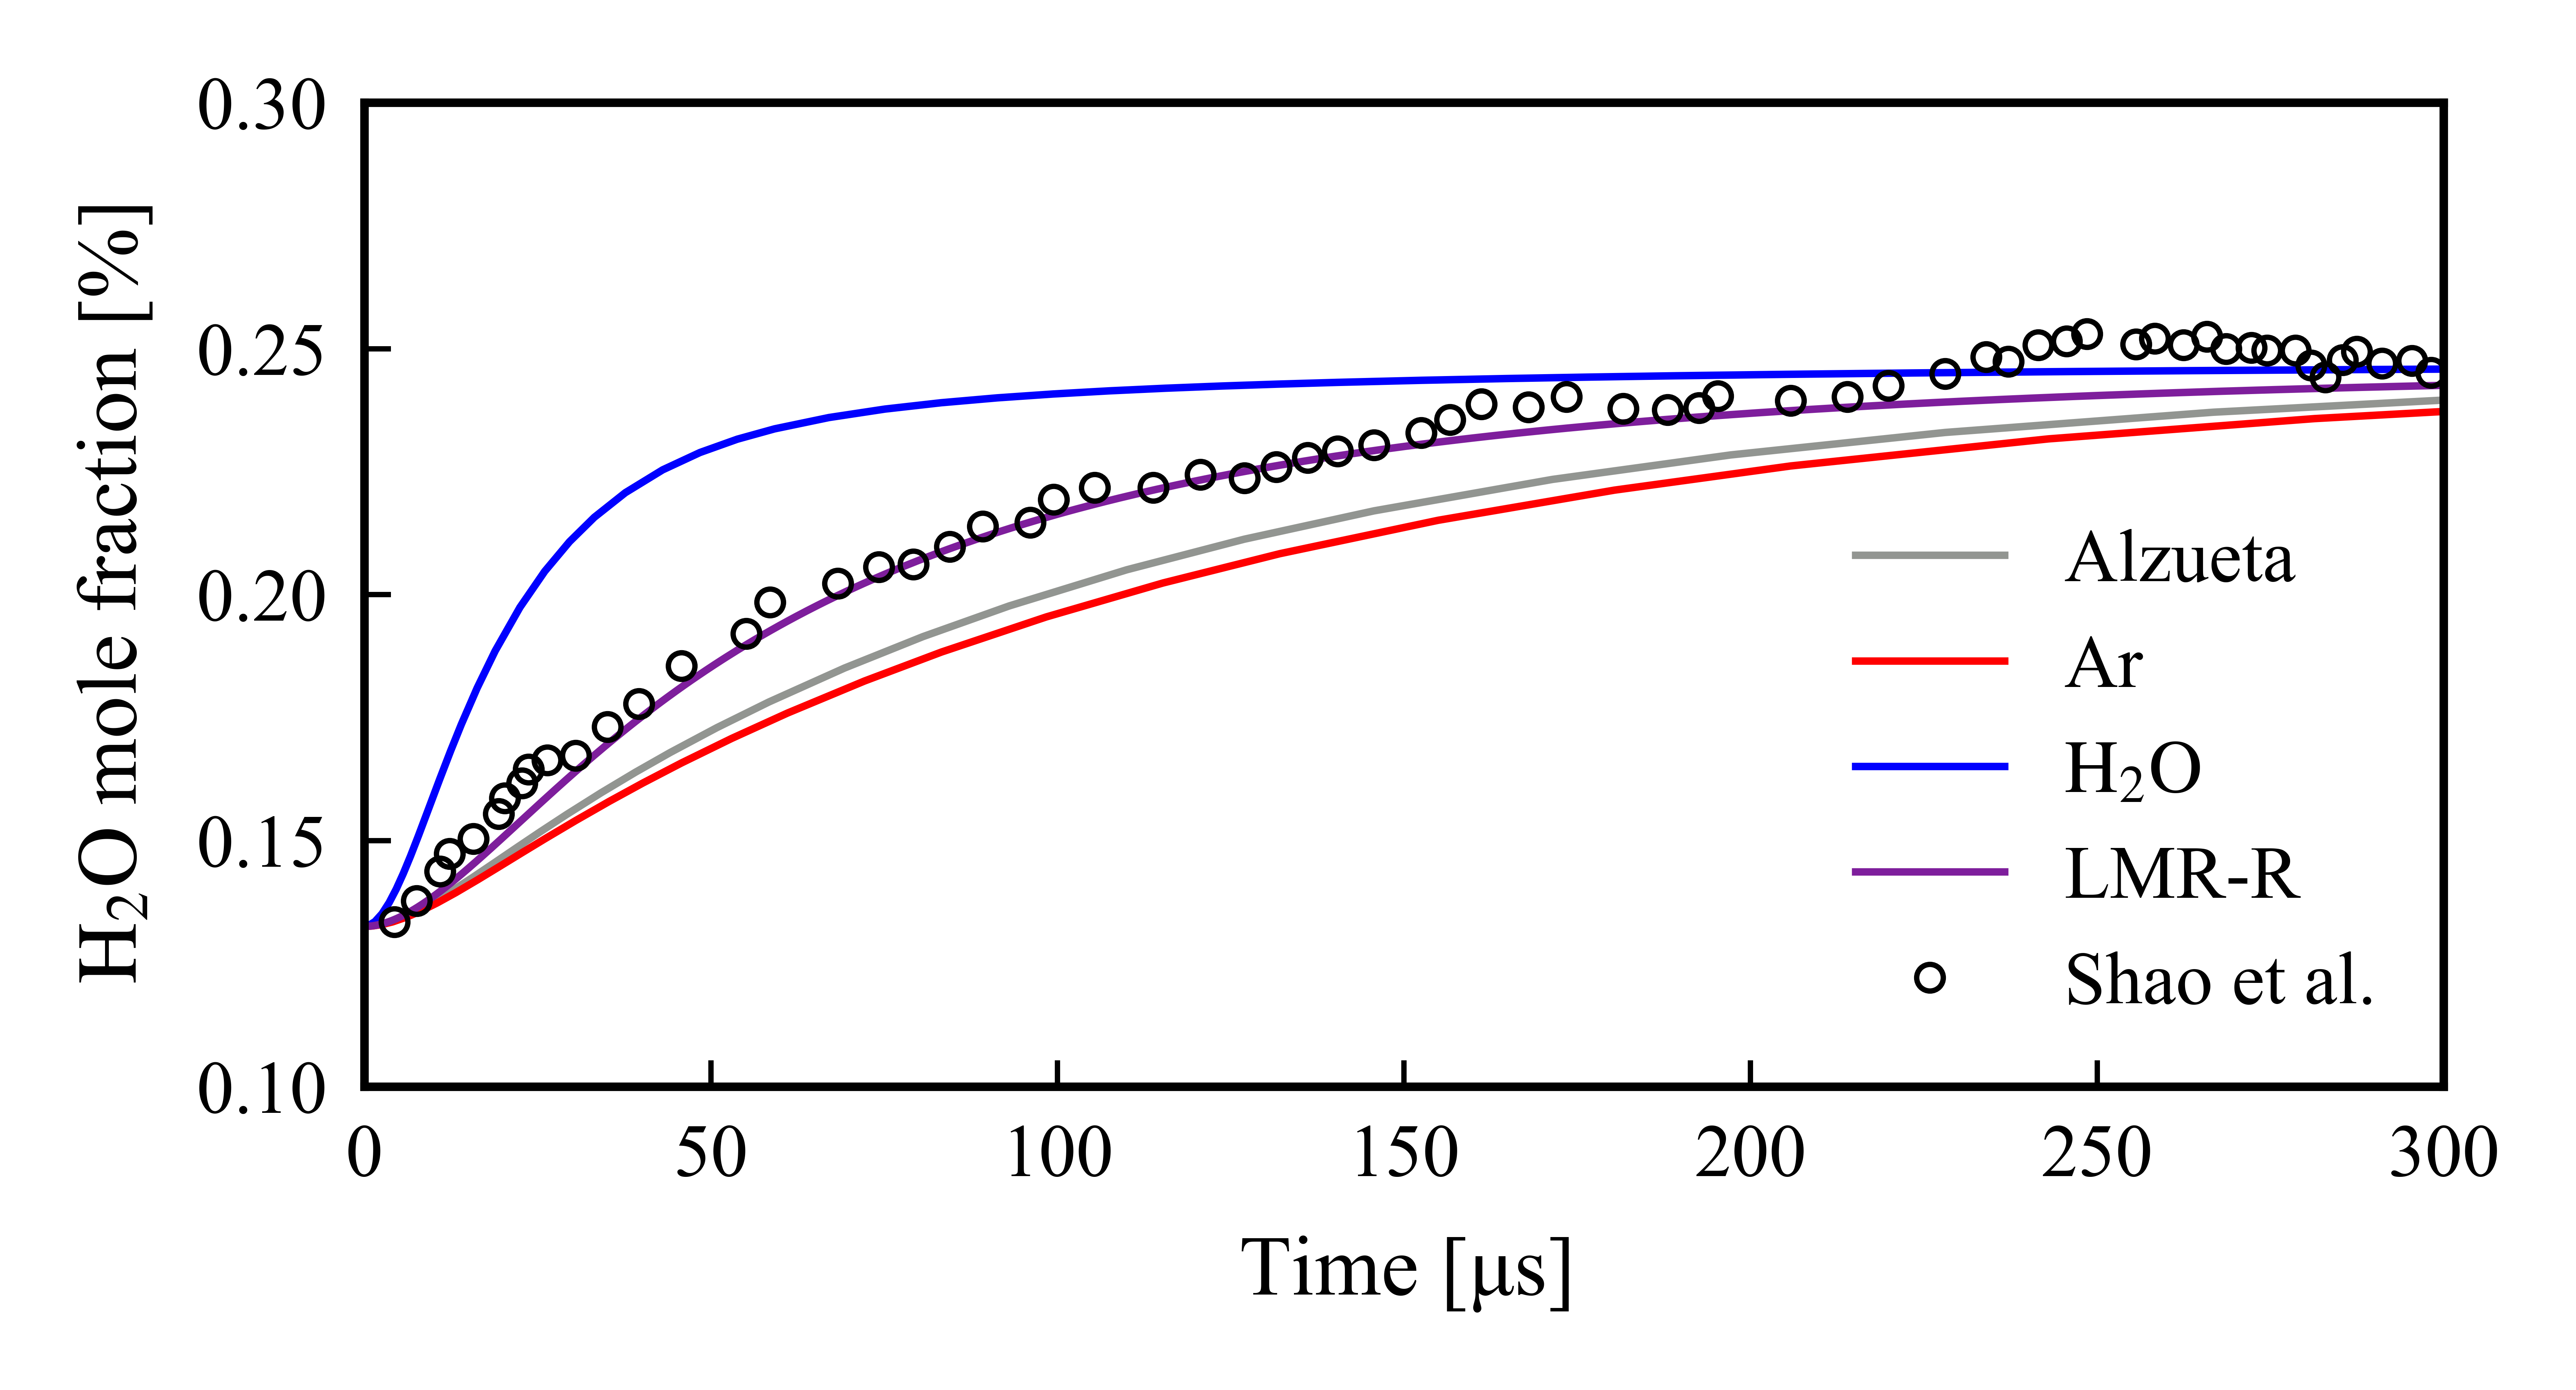 H₂O mole fraction [%]
0.30
0.25
0.20
0.15
0.10
Alzueta
Ar
H₂O
LMR-R
Shao et al.
0 50 100 150 200 250 300
Time [μs]